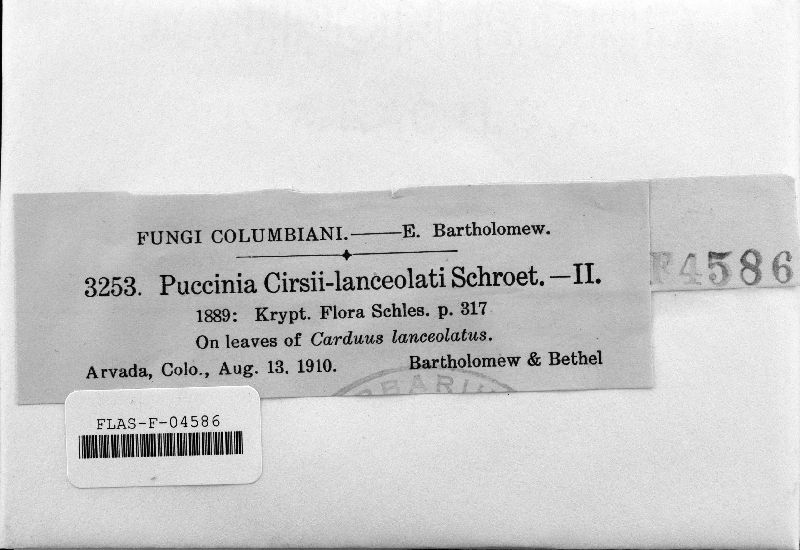 FUNGI COLUMBIANI.——E. Bartholomew.
3253. Puccinia Cirsii-lanceolati Schroet.—II.
1889: Krypt. Flora Schles. p. 317
On leaves of Carduus lanceolatus.
Arvada, Colo., Aug. 13. 1910. Bartholomew & Bethel
F4586
FLAS-F-04586